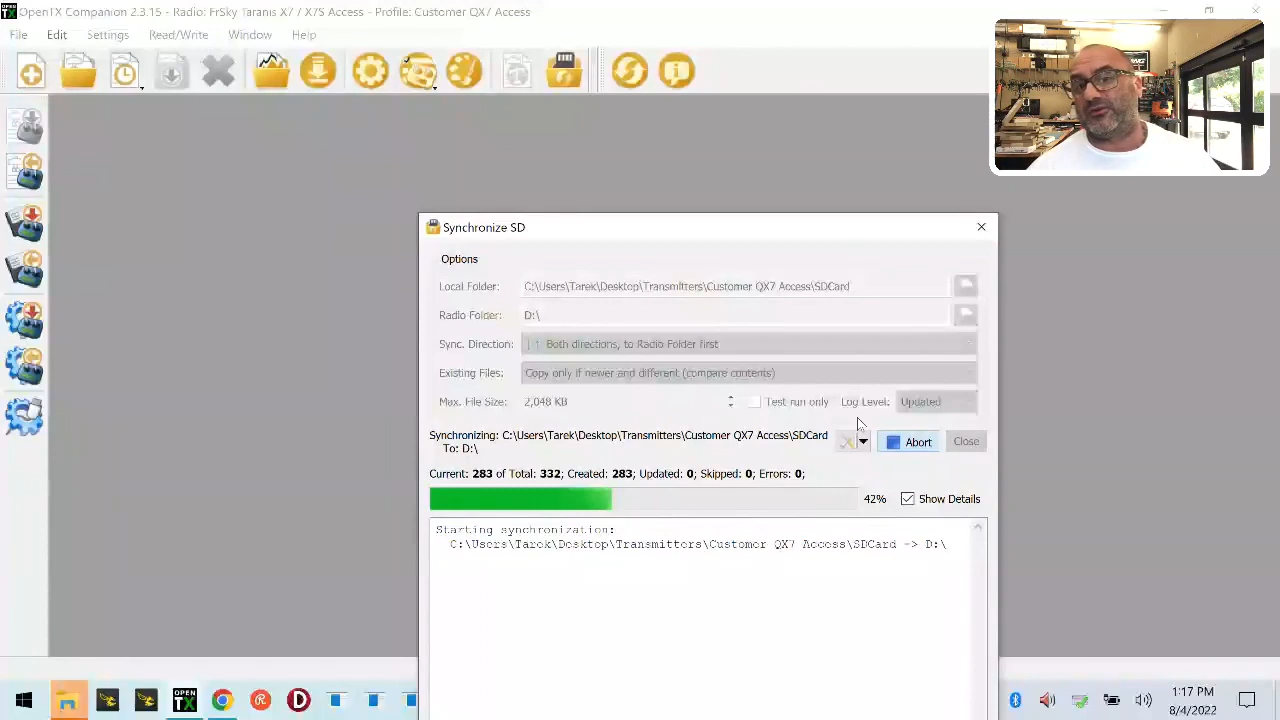 OpenTX Companion 2.3.15 - Radio: FrSky Taranis X7 / X7S Access - Profile: Customer QX7 Access
File Edit Settings Read/Write Window
Synchronize SD
Options
Local Folder: C:\Users\Tarek\Desktop\Transmitters\Customer QX7 Access\SDCard
Radio Folder: D:\
Sync. Direction: Both directions, to Radio Folder first
Existing Files: Copy only if newer and different (compare contents)
Max. File Size: 2,048 KB Test run only Log Level: Updated
Synchronizing: C:\Users\Tarek\Desktop\Transmitters\Customer QX7 Access\SDCard
To: D:\
Abort Close
Current: 283 of Total: 332; Created: 283; Updated: 0; Skipped: 0; Errors: 0;
42% Show Details
Starting synchronization:
C:\Users\Tarek\Desktop\Transmitters\Customer QX7 Access\SDCard -> D:\
OPEN
TX
1:17 PM
8/4/2022